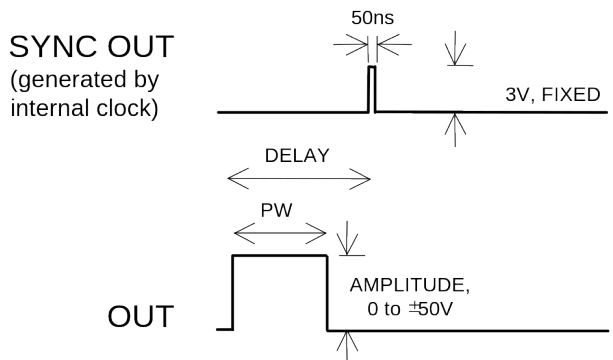 50ns
SYNC OUT
(generated by
internal clock)
3V, FIXED
DELAY
PW
AMPLITUDE,
0 to ±50V
OUT